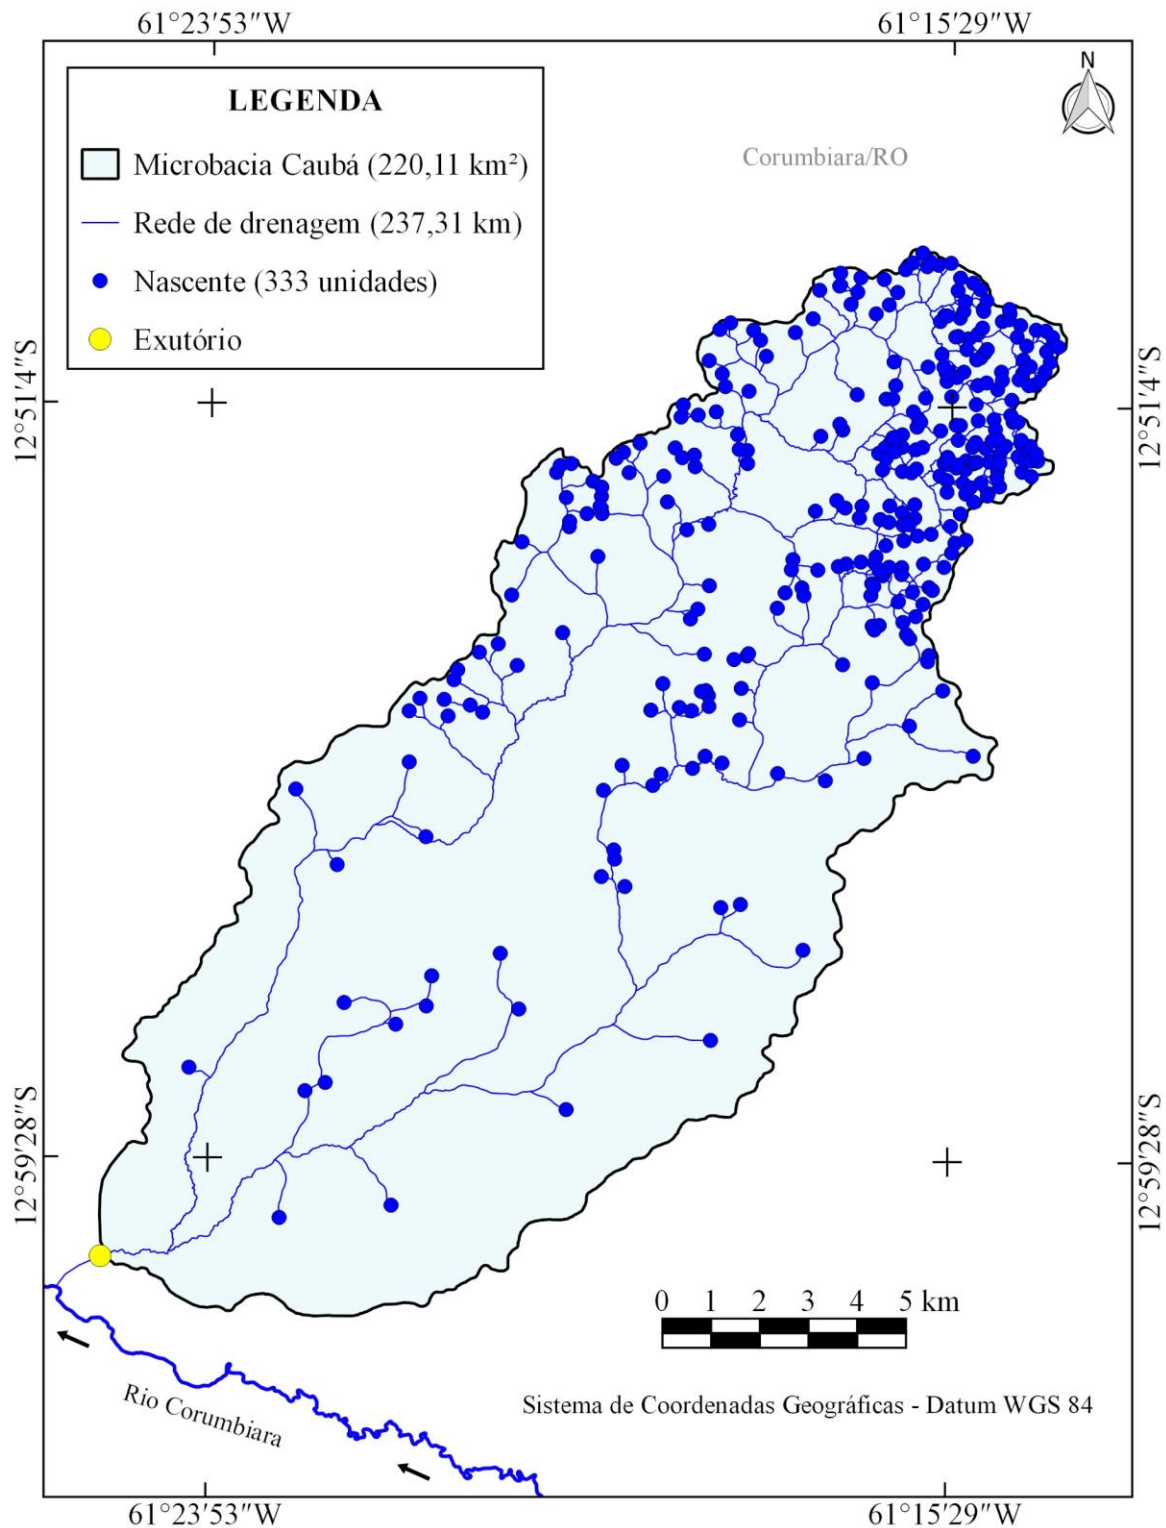 61°23′53″W
61°15′29″W
LEGENDA
Microbacia Caubá (220,11 km²)
Rede de drenagem (237,31 km)
Nascente (333 unidades)
Exutório
N
Corumbiara/RO
12°51′4″S
12°51′4″S
12°59′28″S
12°59′28″S
0 1 2 3 4 5 km
Sistema de Coordenadas Geográficas - Datum WGS 84
Rio Corumbiara
61°23′53″W
61°15′29″W